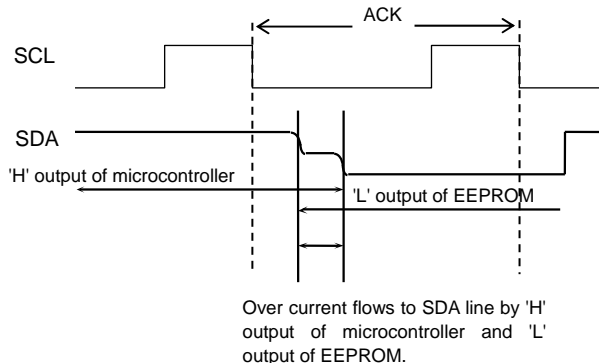 ACK
SCL
SDA
'H' output of microcontroller
'L' output of EEPROM
Over current flows to SDA line by 'H'
output of microcontroller and 'L'
output of EEPROM.